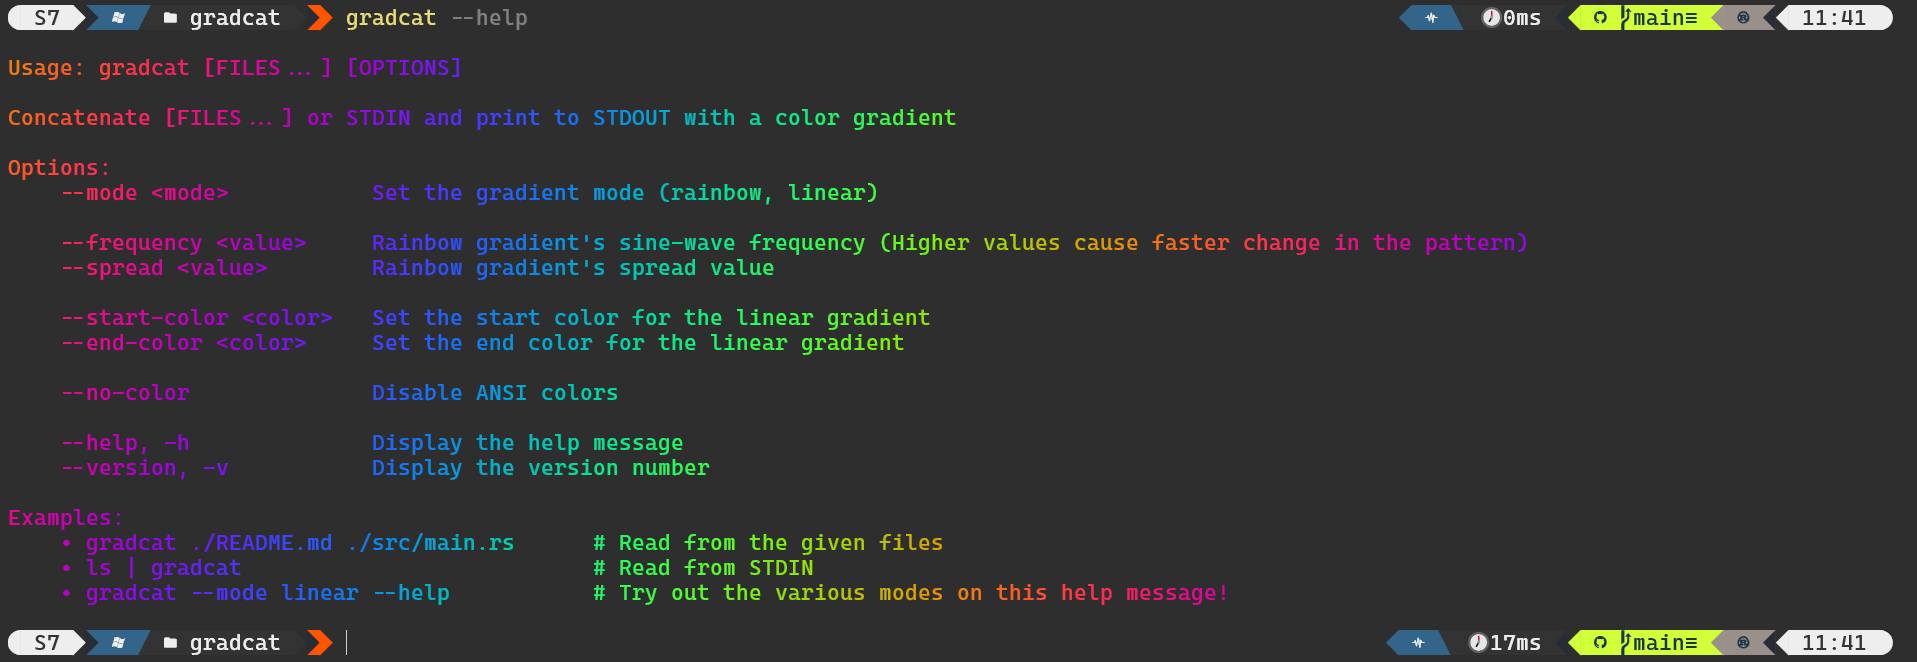 S7 gradcat gradcat --help 0ms main≡ 11:41
Usage: gradcat [FILES...] [OPTIONS]
Concatenate [FILES...] or STDIN and print to STDOUT with a color gradient
Options:
--mode <mode> Set the gradient mode (rainbow, linear)
--frequency <value> Rainbow gradient's sine-wave frequency (Higher values cause faster change in the pattern)
--spread <value> Rainbow gradient's spread value
--start-color <color> Set the start color for the linear gradient
--end-color <color> Set the end color for the linear gradient
--no-color Disable ANSI colors
--help, -h Display the help message
--version, -v Display the version number
Examples:
• gradcat ./README.md ./src/main.rs # Read from the given files
• ls | gradcat # Read from STDIN
• gradcat --mode linear --help # Try out the various modes on this help message!
S7 gradcat 17ms main≡ 11:41